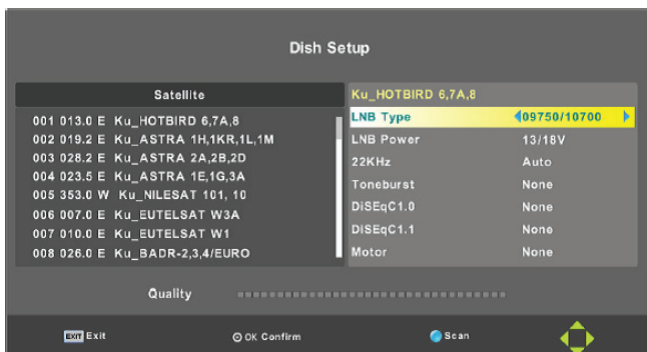 Dish Setup
Satellite
001 013.0 E Ku_HOTBIRD 6,7A,8
002 019.2 E Ku_ASTRA 1H,1KR,1L,1M
003 028.2 E Ku_ASTRA 2A,2B,2D
004 023.5 E Ku_ASTRA 1E,1G,3A
005 353.0 W Ku_NILESAT 101, 10
006 007.0 E Ku_EUTELSAT W3A
007 010.0 E Ku_EUTELSAT W1
008 026.0 E Ku_BADR-2,3,4/EURO
Ku_HOTBIRD 6,7A,8
LNB Type 09750/10700
LNB Power 13/18V
22KHz Auto
Toneburst None
DiSEqC1.0 None
DiSEqC1.1 None
Motor None
Quality
EXIT Exit
OK Confirm
Scan